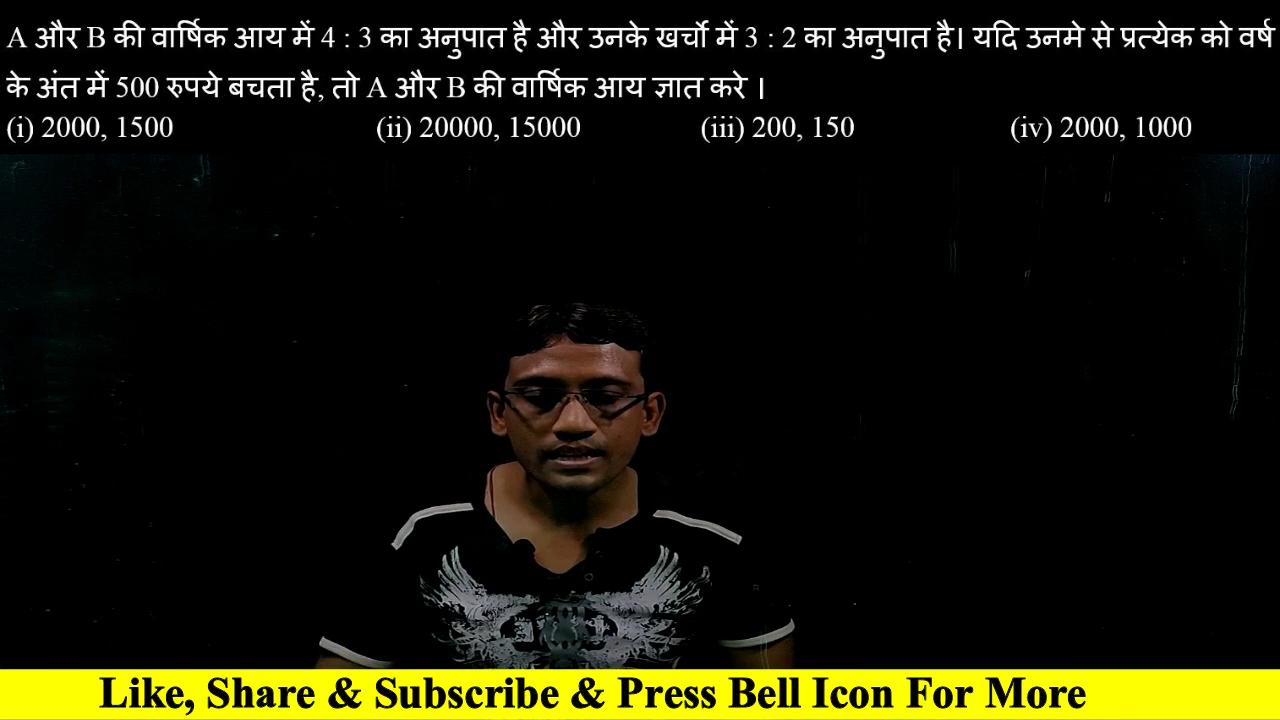 A और B की वार्षिक आय में 4 : 3 का अनुपात है और उनके खर्चो में 3 : 2 का अनुपात है। यदि उनमे से प्रत्येक को वर्ष
के अंत में 500 रुपये बचता है, तो A और B की वार्षिक आय ज्ञात करे ।
(i) 2000, 1500 (ii) 20000, 15000 (iii) 200, 150 (iv) 2000, 1000
Like, Share & Subscribe & Press Bell Icon For More